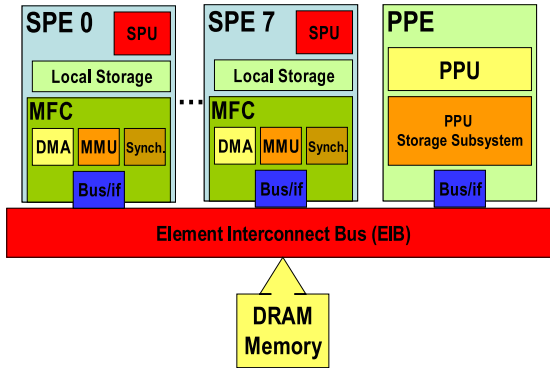 SPE 0
SPU
Local Storage
MFC
DMA
MMU
Synch.
Bus/if
...
SPE 7
SPU
Local Storage
MFC
DMA
MMU
Synch.
Bus/if
PPE
PPU
PPU
Storage Subsystem
Bus/if
Element Interconnect Bus (EIB)
DRAM
Memory